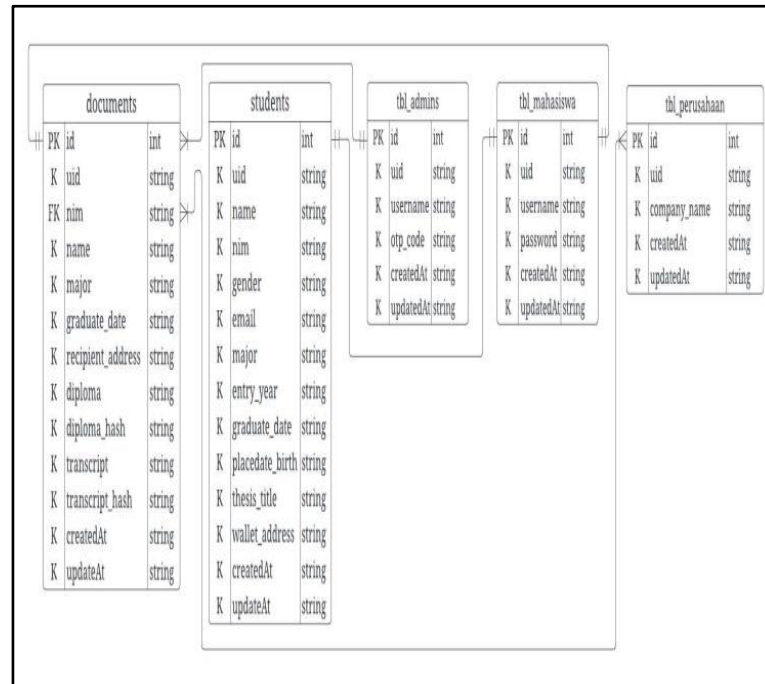 documents
PK id int
K uid string
FK nim string
K name string
K major string
K graduate_date string
K recipient_address string
K diploma string
K diploma_hash string
K transcript string
K transcript_hash string
K createdAt string
K updateAt string
students
PK id int
K uid string
K name string
K nim string
K gender string
K email string
K major string
K entry_year string
K graduate_date string
K placedate_birth string
K thesis_title string
K wallet_address string
K createdAt string
K updateAt string
tbl_admins
PK id int
K uid string
K username string
K otp_code string
K createdAt string
K updatedAt string
tbl_mahasiswa
PK id int
K uid string
K username string
K password string
K createdAt string
K updatedAt string
tbl_perusahaan
PK id int
K uid string
K company_name string
K createdAt string
K updatedAt string